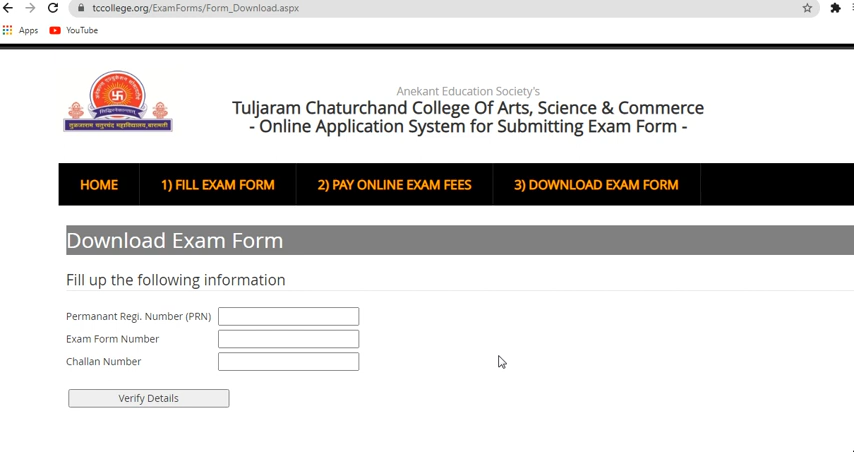 tccollege.org/ExamForms/Form_Download.aspx
Apps YouTube
Anekant Education Society's
Tuljaram Chaturchand College Of Arts, Science & Commerce
- Online Application System for Submitting Exam Form -
HOME 1) FILL EXAM FORM 2) PAY ONLINE EXAM FEES 3) DOWNLOAD EXAM FORM
Download Exam Form
Fill up the following information
Permanant Regi. Number (PRN)
Exam Form Number
Challan Number
Verify Details